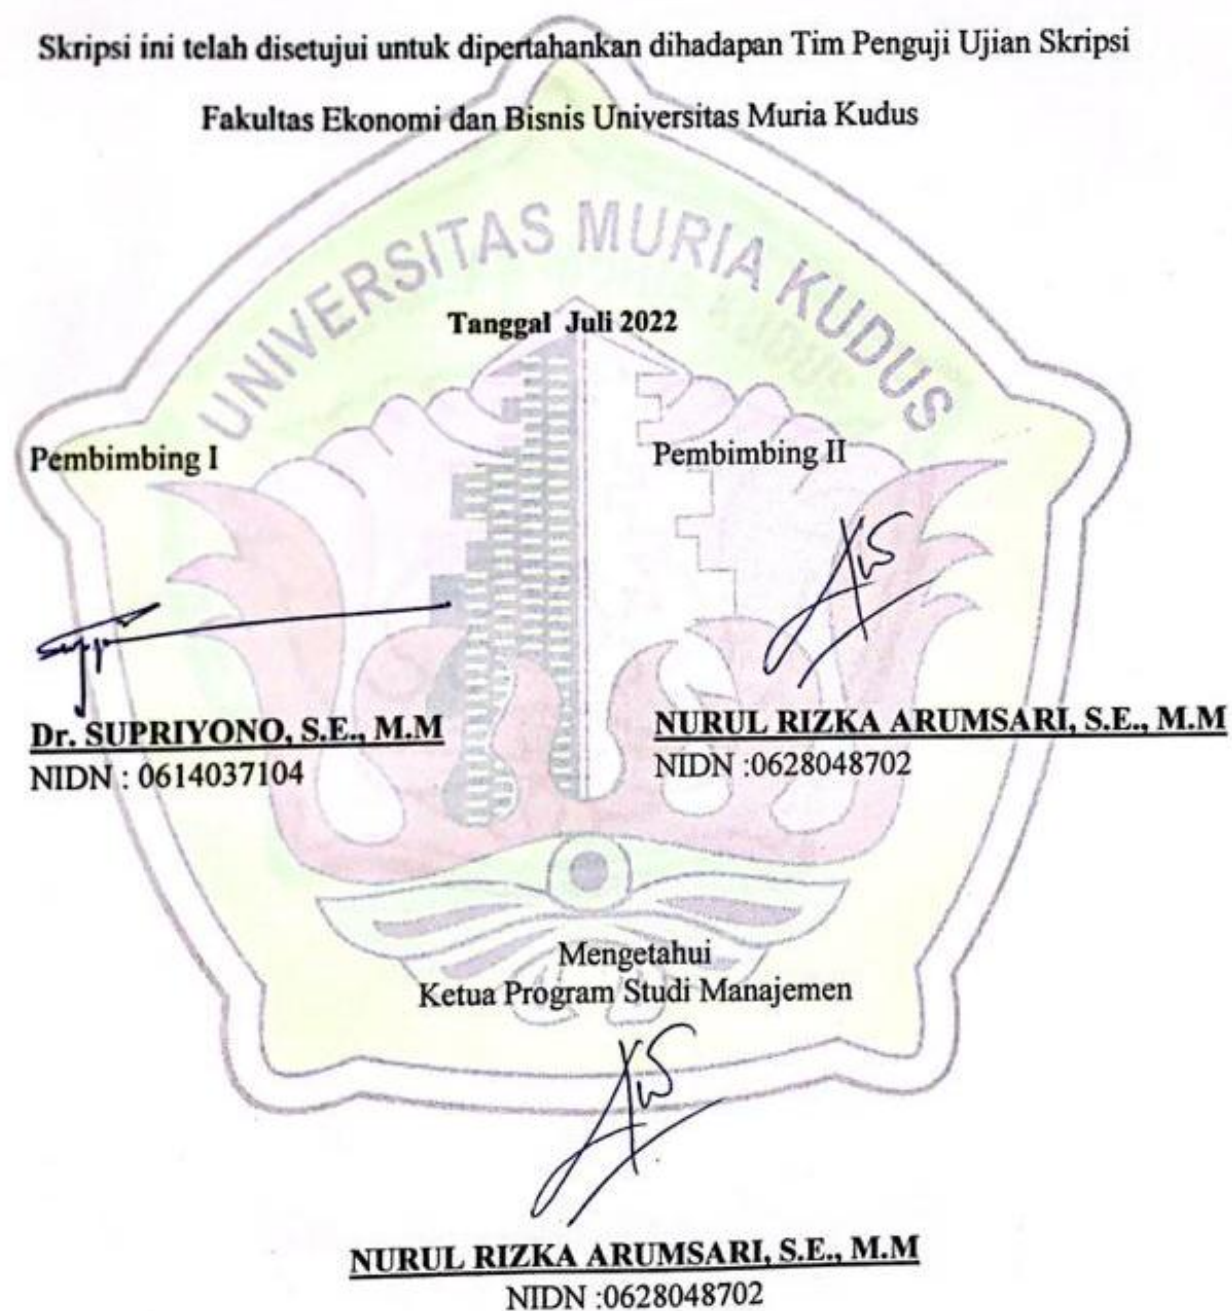 Skripsi ini telah disetujui untuk dipertahankan dihadapan Tim Penguji Ujian Skripsi
Fakultas Ekonomi dan Bisnis Universitas Muria Kudus
UNIVERSITAS MURIA KUDUS
Tanggal Juli 2022
Pembimbing I
Pembimbing II
Dr. SUPRIYONO, S.E., M.M
NURUL RIZKA ARUMSARI, S.E., M.M
NIDN : 0614037104
NIDN :0628048702
Mengetahui
Ketua Program Studi Manajemen
NURUL RIZKA ARUMSARI, S.E., M.M
NIDN :0628048702